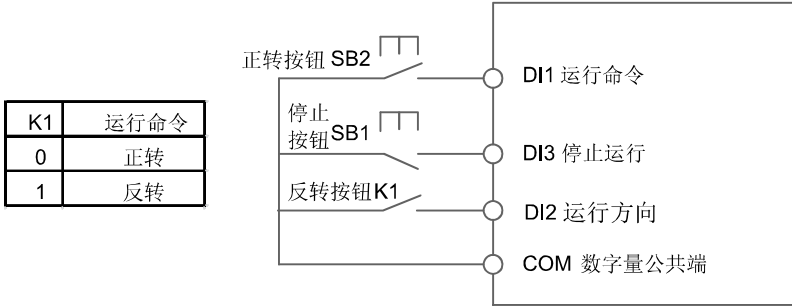 K1 运行命令
0 正转
1 反转
正转按钮 SB2
DI1 运行命令
停止
按钮SB1
DI3 停止运行
反转按钮K1
DI2 运行方向
COM 数字量公共端